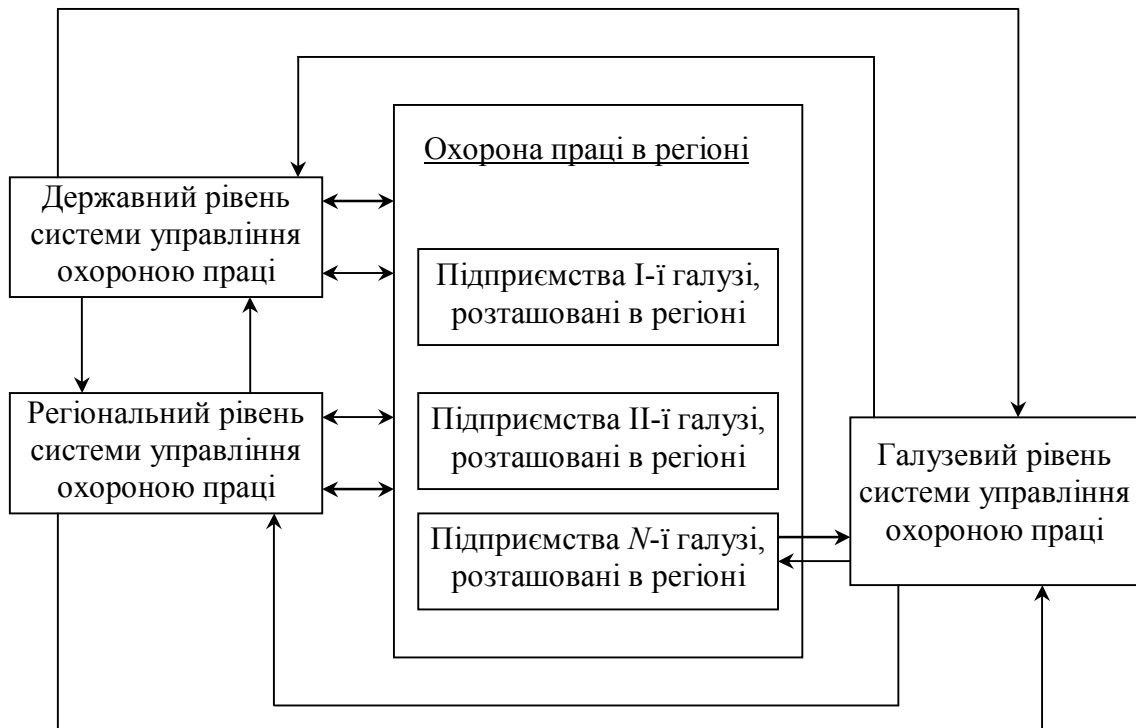 Охорона праці в регіоні
Державний рівень
системи управління
охороною праці
Підприємства І-ї галузі,
розташовані в регіоні
Регіональний рівень
системи управління
охороною праці
Підприємства ІІ-ї галузі,
розташовані в регіоні
Галузевий рівень
системи управління
охороною праці
Підприємства N-ї галузі,
розташовані в регіоні